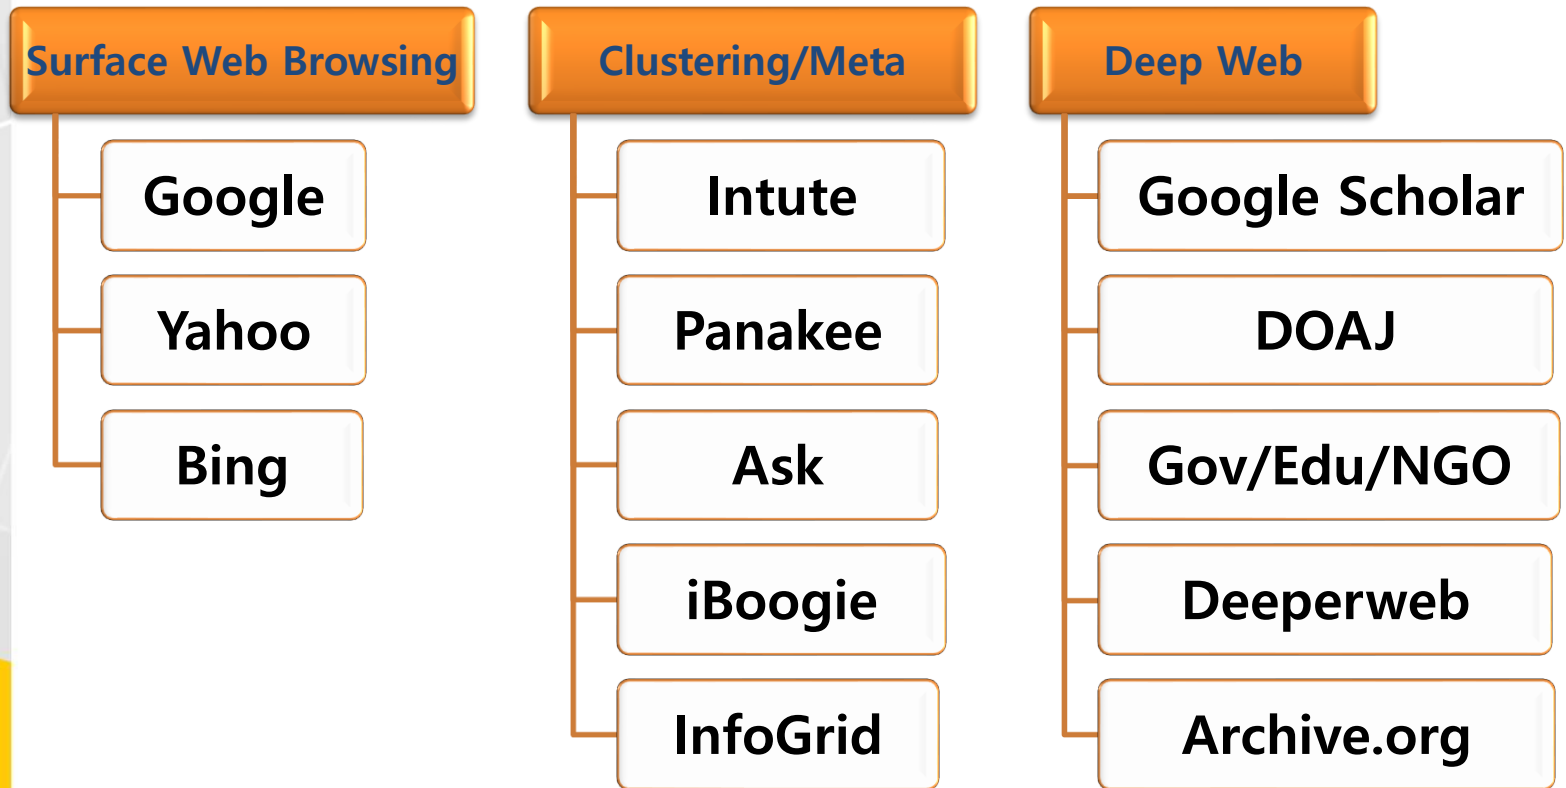 Surface Web Browsing
Google
Yahoo
Bing
Clustering/Meta
Intute
Panakee
Ask
iBoogie
InfoGrid
Deep Web
Google Scholar
DOAJ
Gov/Edu/NGO
Deeperweb
Archive.org